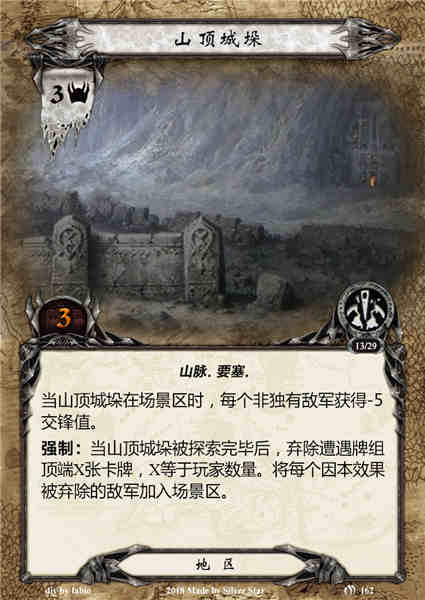 山顶城垛
3
3
13/29
山脉. 要塞.
当山顶城垛在场景区时，每个非独有敌军获得-5
交锋值。
强制：当山顶城垛被探索完毕后，弃除遭遇牌组
顶端X张卡牌，X等于玩家数量。将每个因本效果
被弃除的敌军加入场景区。
地区
diy by fabio 2018 Made by Silver Star 162